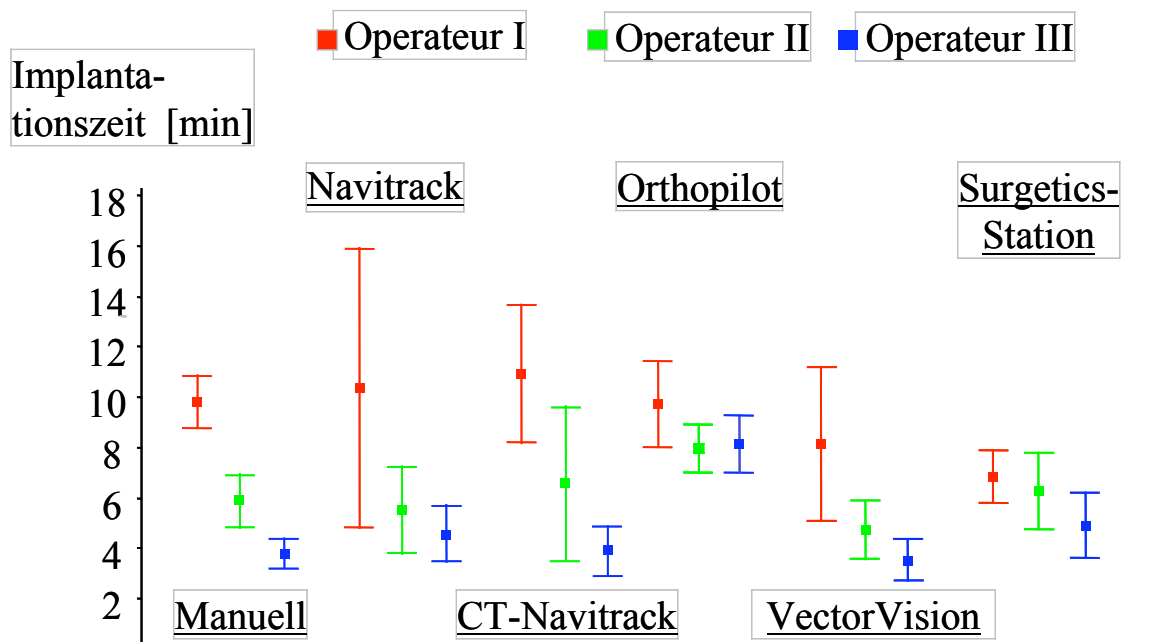 Operateur I
Operateur II
Operateur III
Implanta-
tionszeit [min]
Navitrack
Orthopilot
Surgetics-
Station
18
16
14
12
10
8
6
4
2
Manuell
CT-Navitrack
VectorVision